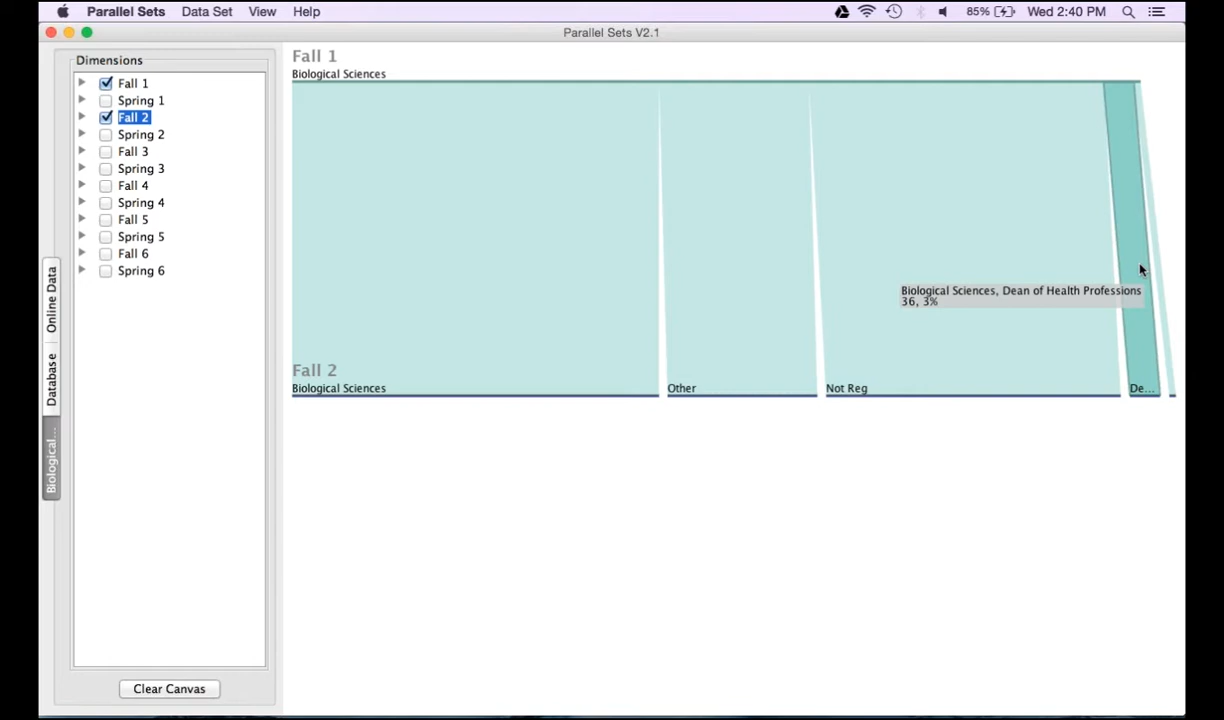 Parallel Sets Data Set View Help 85% Wed 2:40 PM
Parallel Sets V2.1
Dimensions
Fall 1
Spring 1
Fall 2
Spring 2
Fall 3
Spring 3
Fall 4
Spring 4
Fall 5
Spring 5
Fall 6
Spring 6
Online Data
Database
Biological...
Clear Canvas
Fall 1
Biological Sciences
Biological Sciences, Dean of Health Professions
36, 3%
Fall 2
Biological Sciences Other Not Reg De...